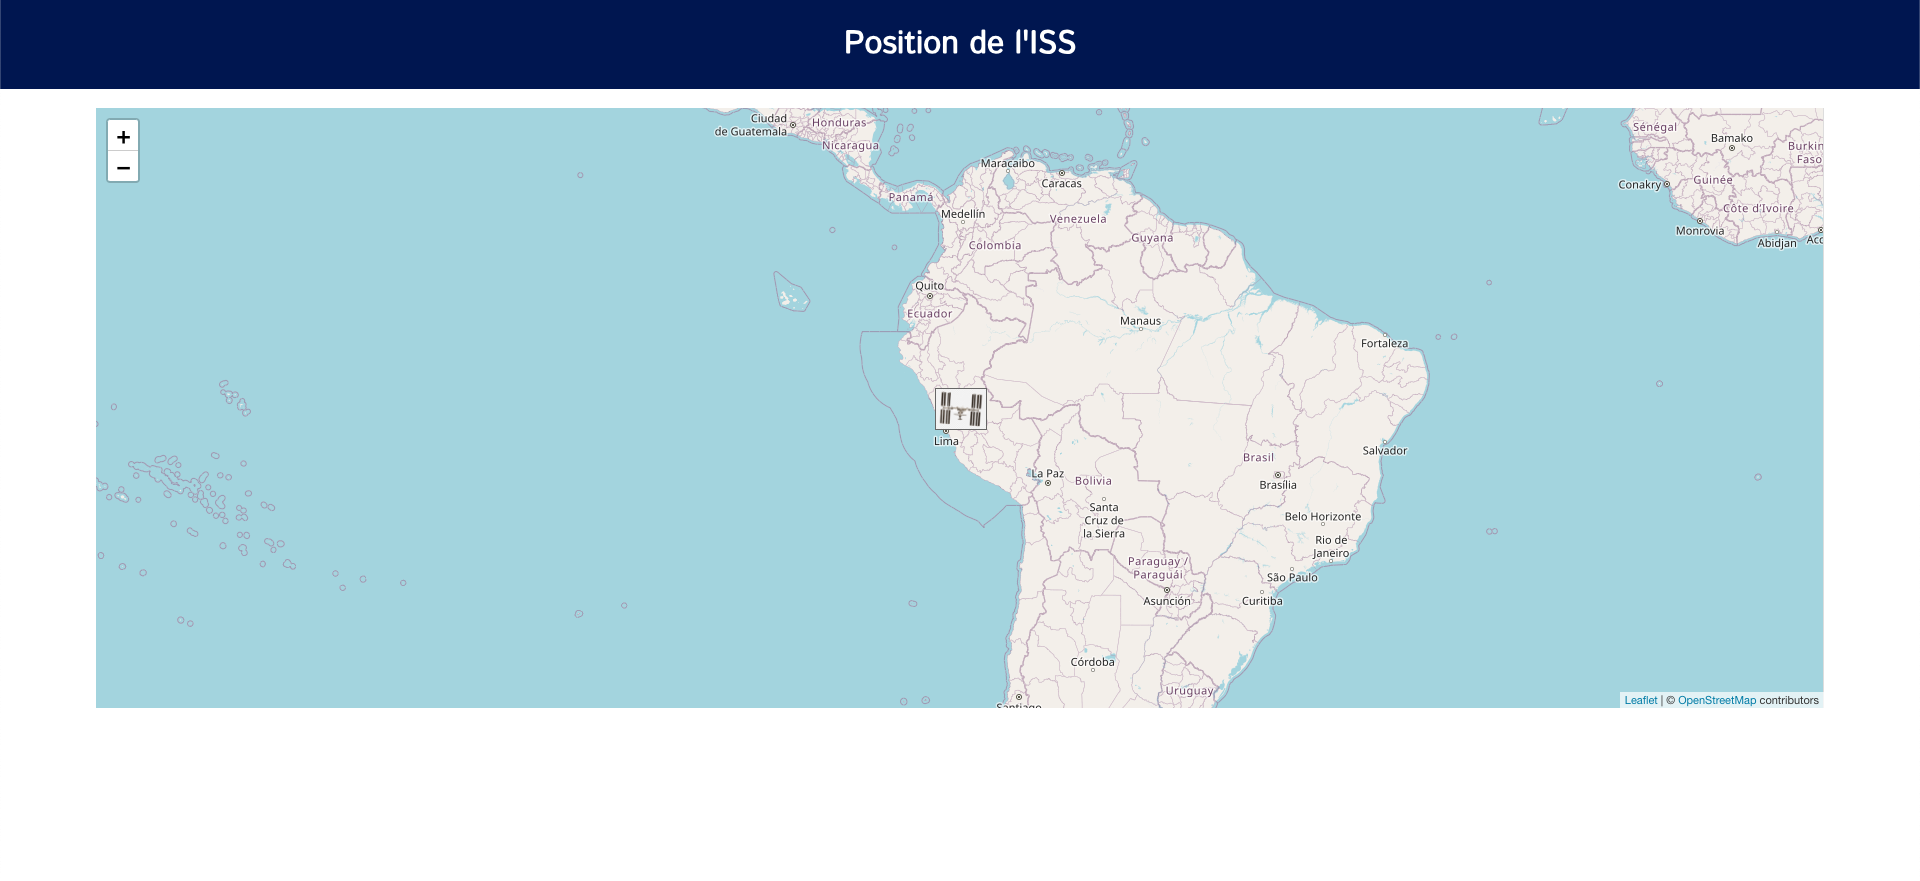 Position de l'ISS
+
−
Ciudad
de Guatemala
Honduras
Nicaragua
Panamá
Maracaibo
Caracas
Medellín
Venezuela
Colombia
Guyana
Quito
Ecuador
Manaus
Fortaleza
Lima
La Paz
Bolivia
Brasil
Brasília
Salvador
Santa
Cruz de
la Sierra
Belo Horizonte
Rio de
Janeiro
Paraguay /
Paraguái
São Paulo
Asunción
Curitiba
Córdoba
Uruguay
Santiago
Sénégal
Bamako
Burkin
Faso
Conakry
Guinée
Côte d'Ivoire
Monrovia
Abidjan
Acc
Leaflet | © OpenStreetMap contributors